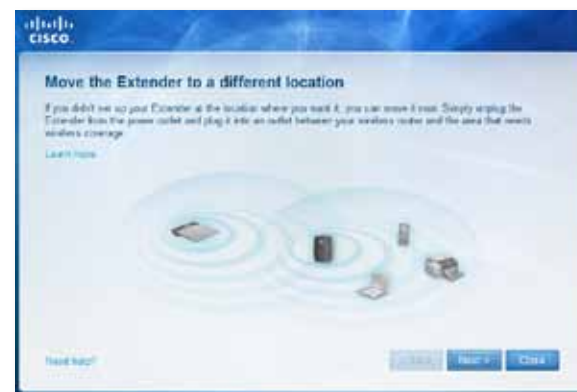 cisco
Move the Extender to a different location
If you didn't set up your Extender at the location where you want it, you can move it now. Simply unplug the
Extender from the power outlet and plug it into an outlet between your wireless router and the area that needs
wireless coverage.
Learn more
Need help?
Next >
Close